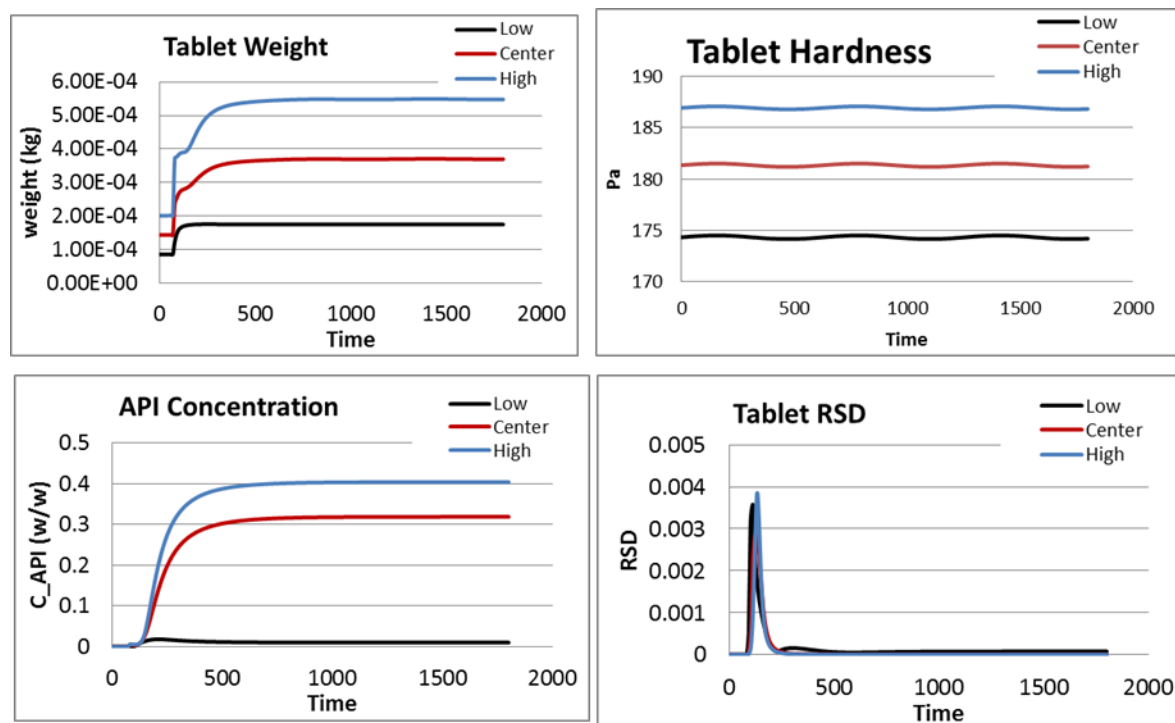 Tablet Weight
Low
Center
High
6.00E-04
5.00E-04
4.00E-04
3.00E-04
2.00E-04
1.00E-04
0.00E+00
weight (kg)
0 500 1000 1500 2000
Time
Tablet Hardness
Low
Center
High
190
185
180
175
170
Pa
0 500 1000 1500 2000
Time
API Concentration
Low
Center
High
0.5
0.4
0.3
0.2
0.1
0
C_API (w/w)
0 500 1000 1500 2000
Time
Tablet RSD
Low
Center
High
0.005
0.004
0.003
0.002
0.001
0
RSD
0 500 1000 1500 2000
Time